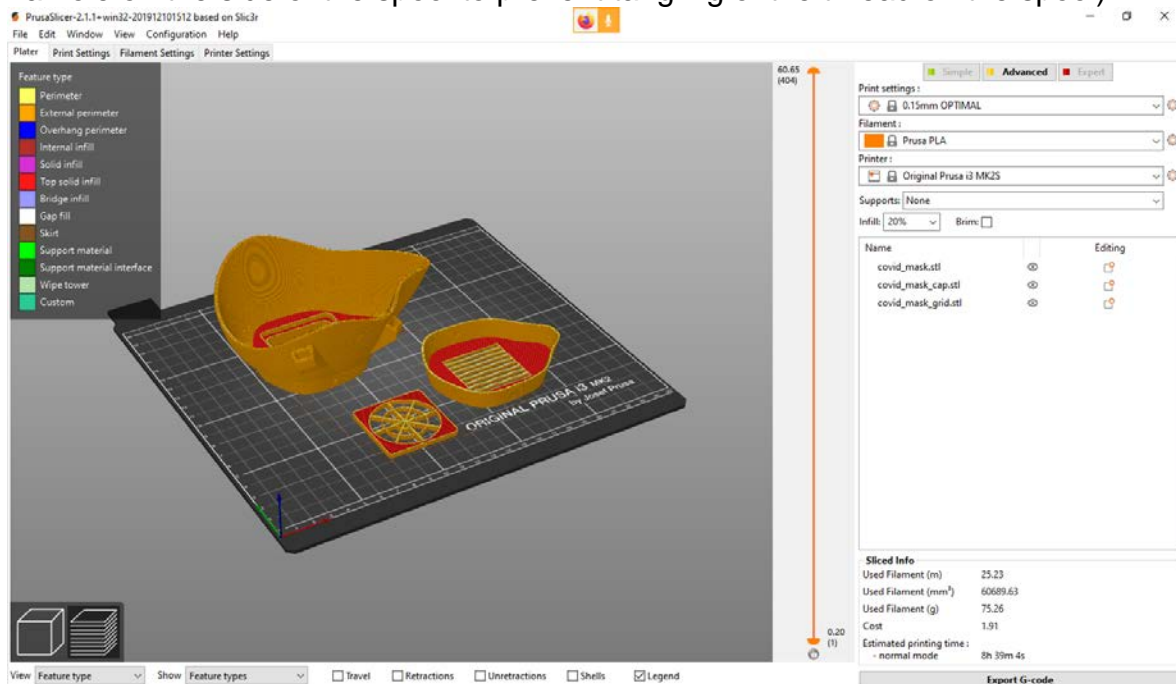 PrusaSlicer-2.1.1+win32-201912101512 based on Slic3r
File Edit Window View Configuration Help
Plater Print Settings Filament Settings Printer Settings
Feature type
Perimeter
External perimeter
Overhang perimeter
Internal infill
Solid infill
Top solid infill
Bridge infill
Gap fill
Skirt
Support material
Support material interface
Wipe tower
Custom
ORIGINAL PRUSA i3 MK2
by Josef Prusa
60.65
(404)
0.20
(1)
Simple Advanced Expert
Print settings :
0.15mm OPTIMAL
Filament :
Prusa PLA
Printer :
Original Prusa i3 MK2S
Supports: None
Infill: 20% Brim:
Name Editing
covid_mask.stl
covid_mask_cap.stl
covid_mask_grid.stl
Sliced Info
Used Filament (m) 25.23
Used Filament (mm³) 60689.63
Used Filament (g) 75.26
Cost 1.91
Estimated printing time :
- normal mode 8h 39m 4s
View Feature type Show Feature types Travel Retractions Unretractions Shells Legend
Export G-code